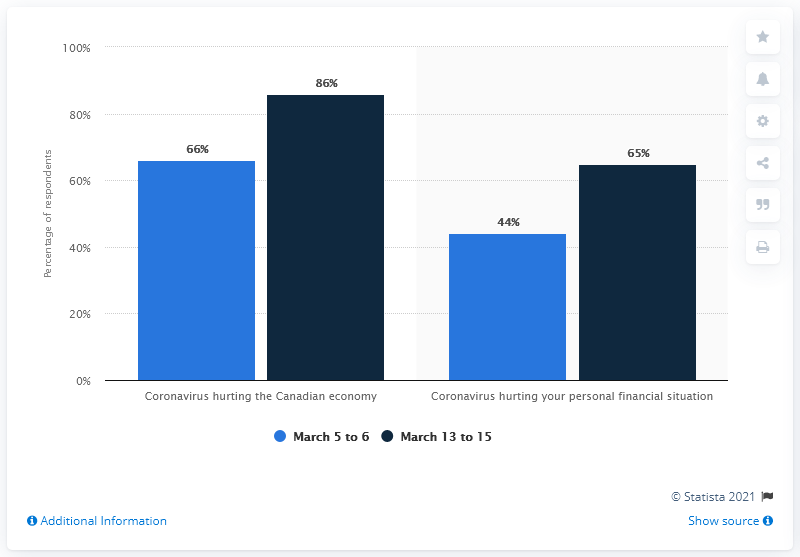 100%
80%
60%
40%
20%
0%
Percentage of respondents
66%
86%
44%
65%
Coronavirus hurting the Canadian economy
Coronavirus hurting your personal financial situation
March 5 to 6
March 13 to 15
© Statista 2021
Additional Information
Show source